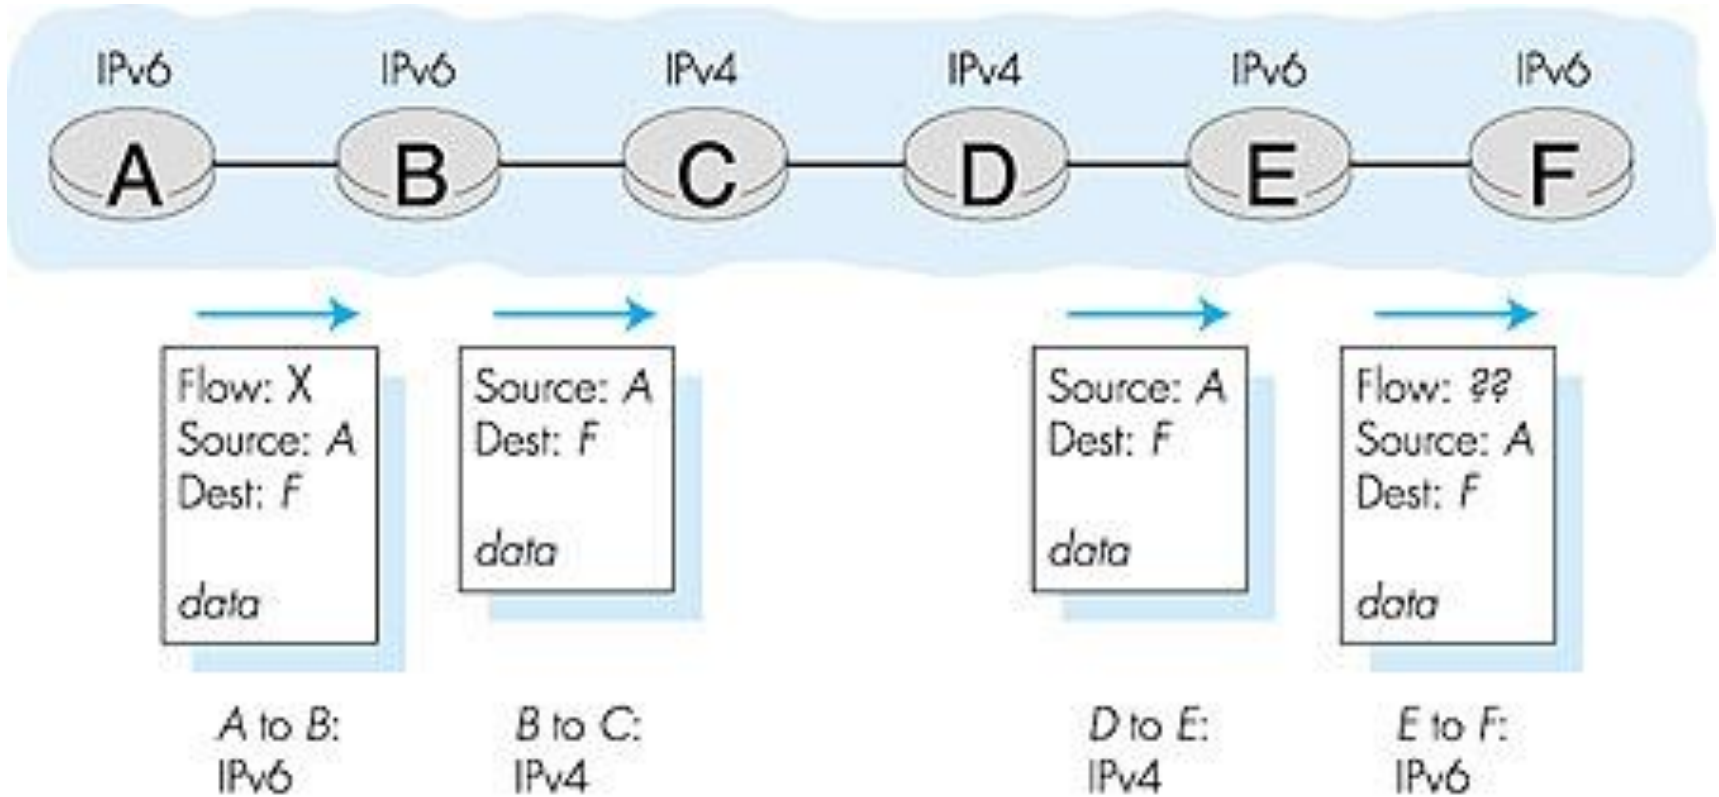 IPv6 IPv6 IPv4 IPv4 IPv6 IPv6
A B C D E F
Flow: X
Source: A
Dest: F
data
Source: A
Dest: F
data
Source: A
Dest: F
data
Flow: ??
Source: A
Dest: F
data
A to B:
IPv6
B to C:
IPv4
D to E:
IPv4
E to F:
IPv6